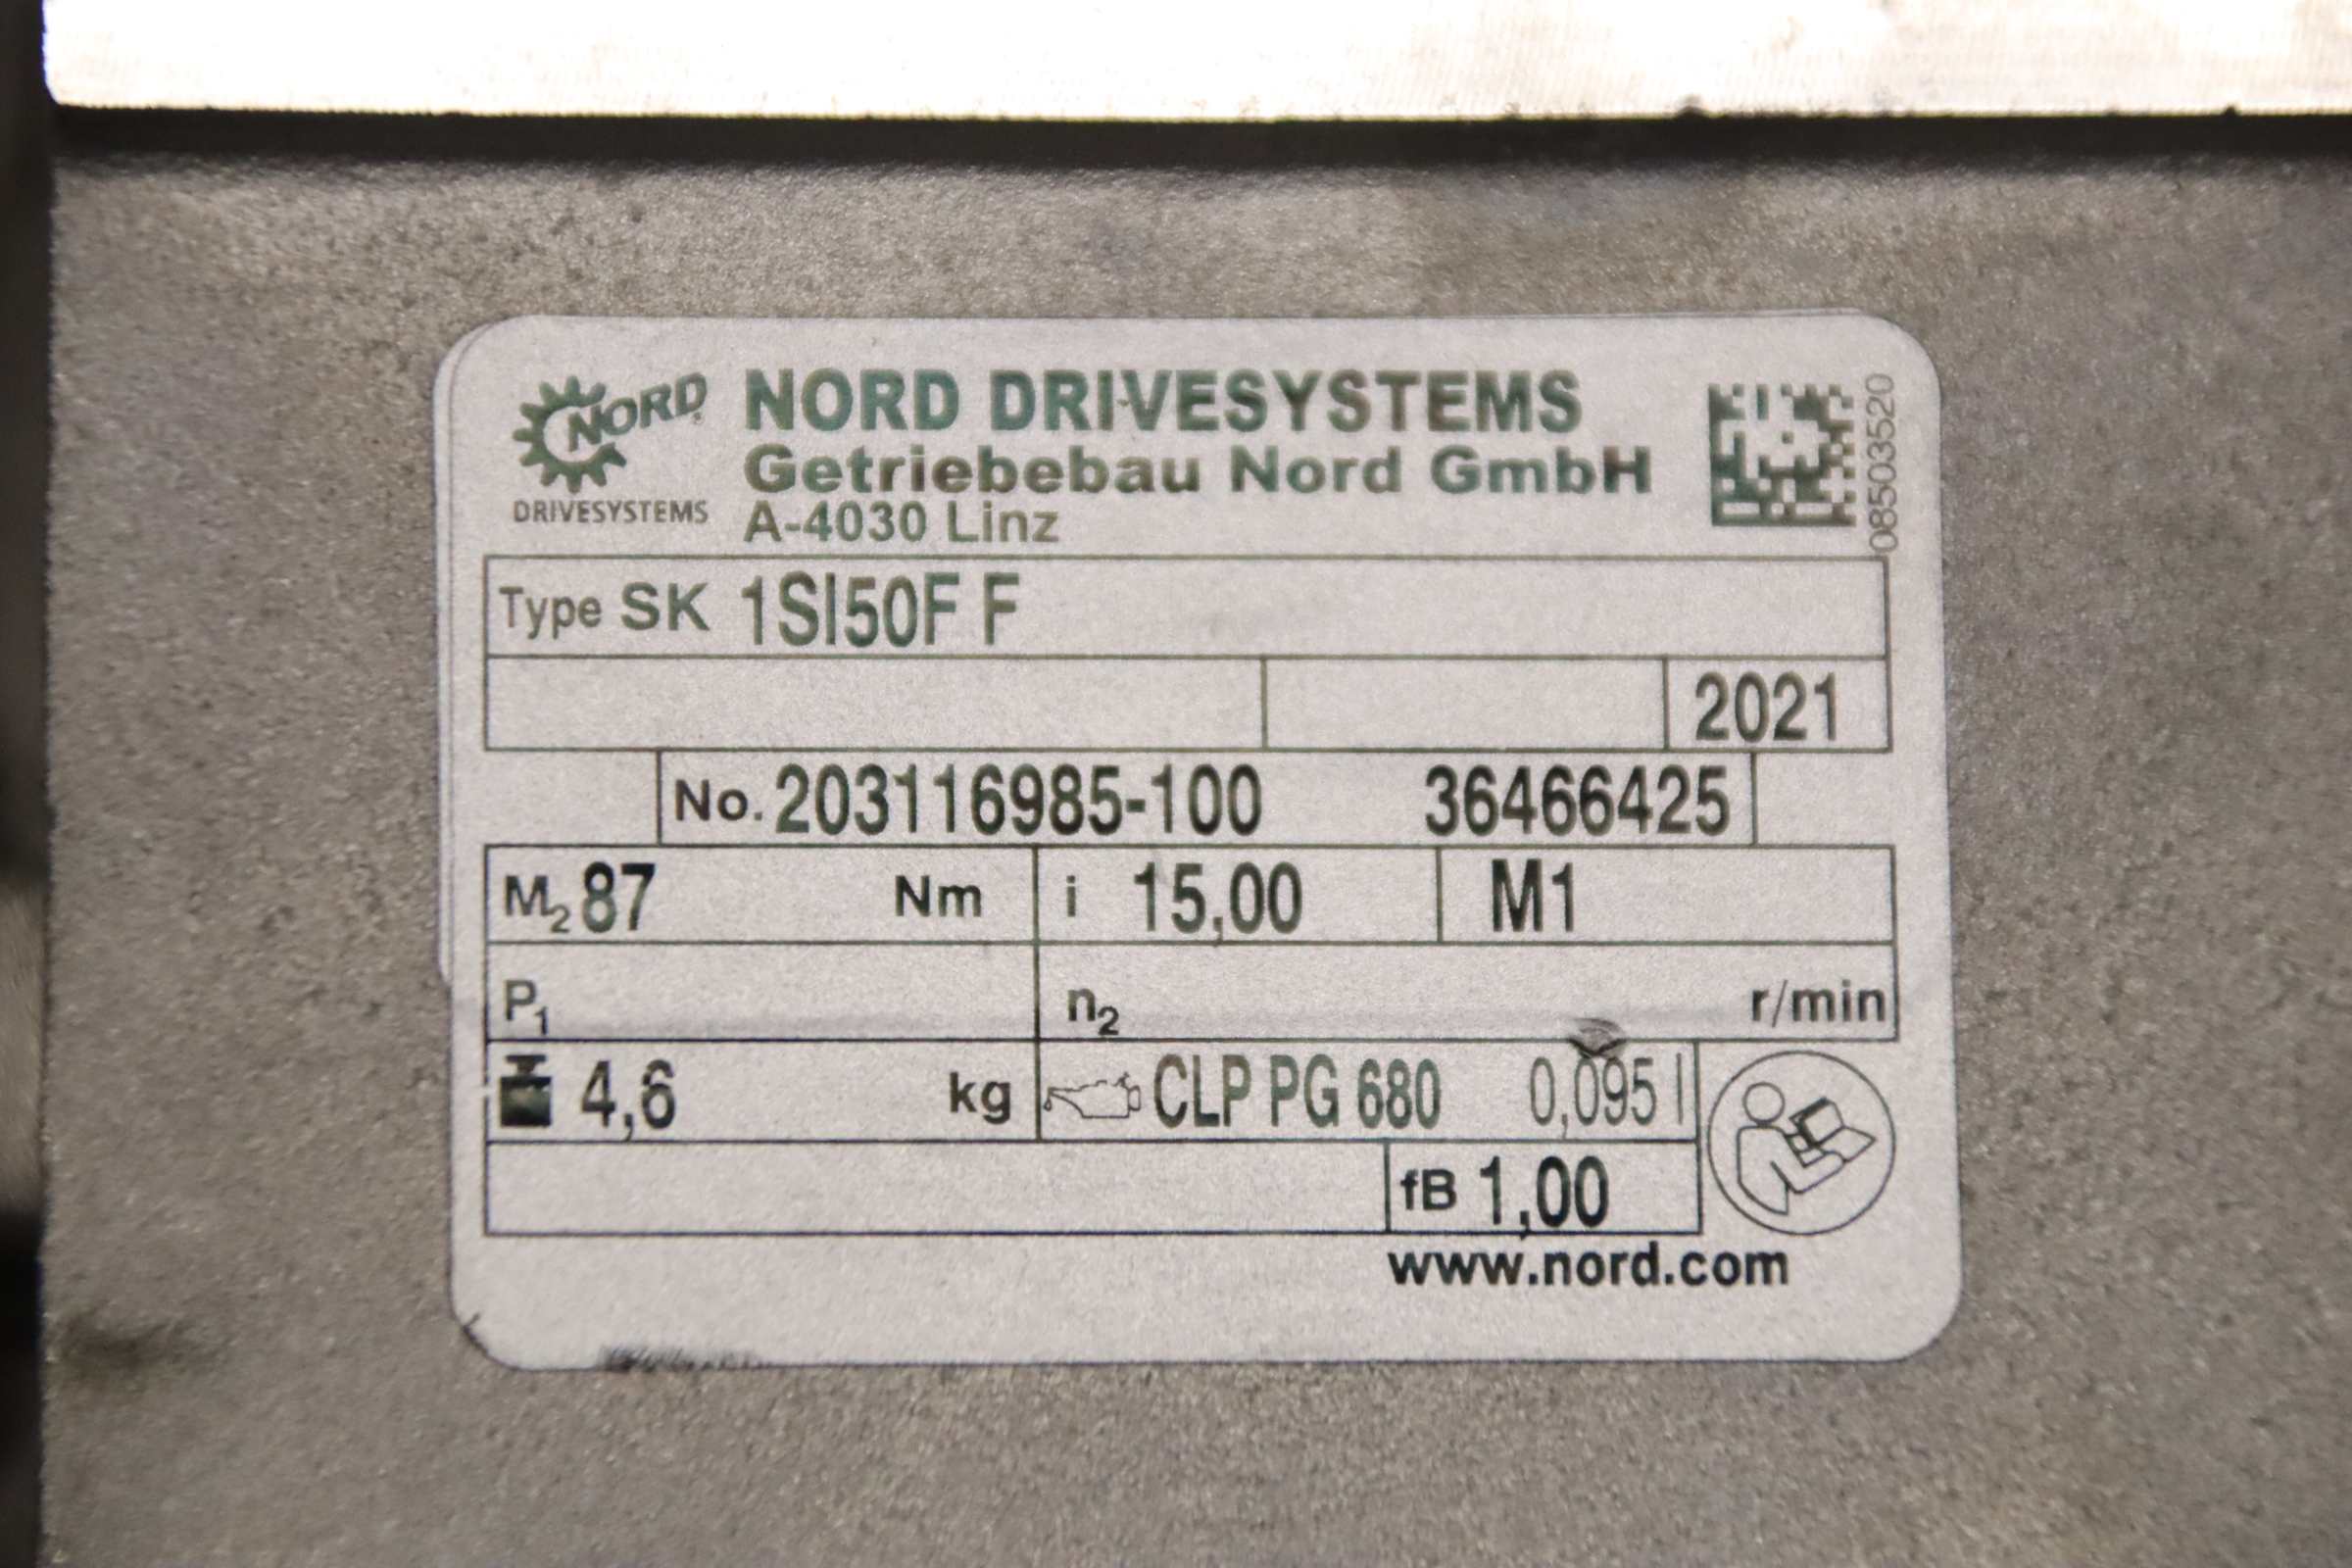 NORD
DRIVESYSTEMS
NORD DRIVESYSTEMS
Getriebebau Nord GmbH
A-4030 Linz
08503520
Type SK 1SI50F F
2021
No. 203116985-100 36466425
M2 87 Nm i 15,00 M1
P1 n2 r/min
4,6 kg CLP PG 680 0,095 l
fB 1,00
www.nord.com